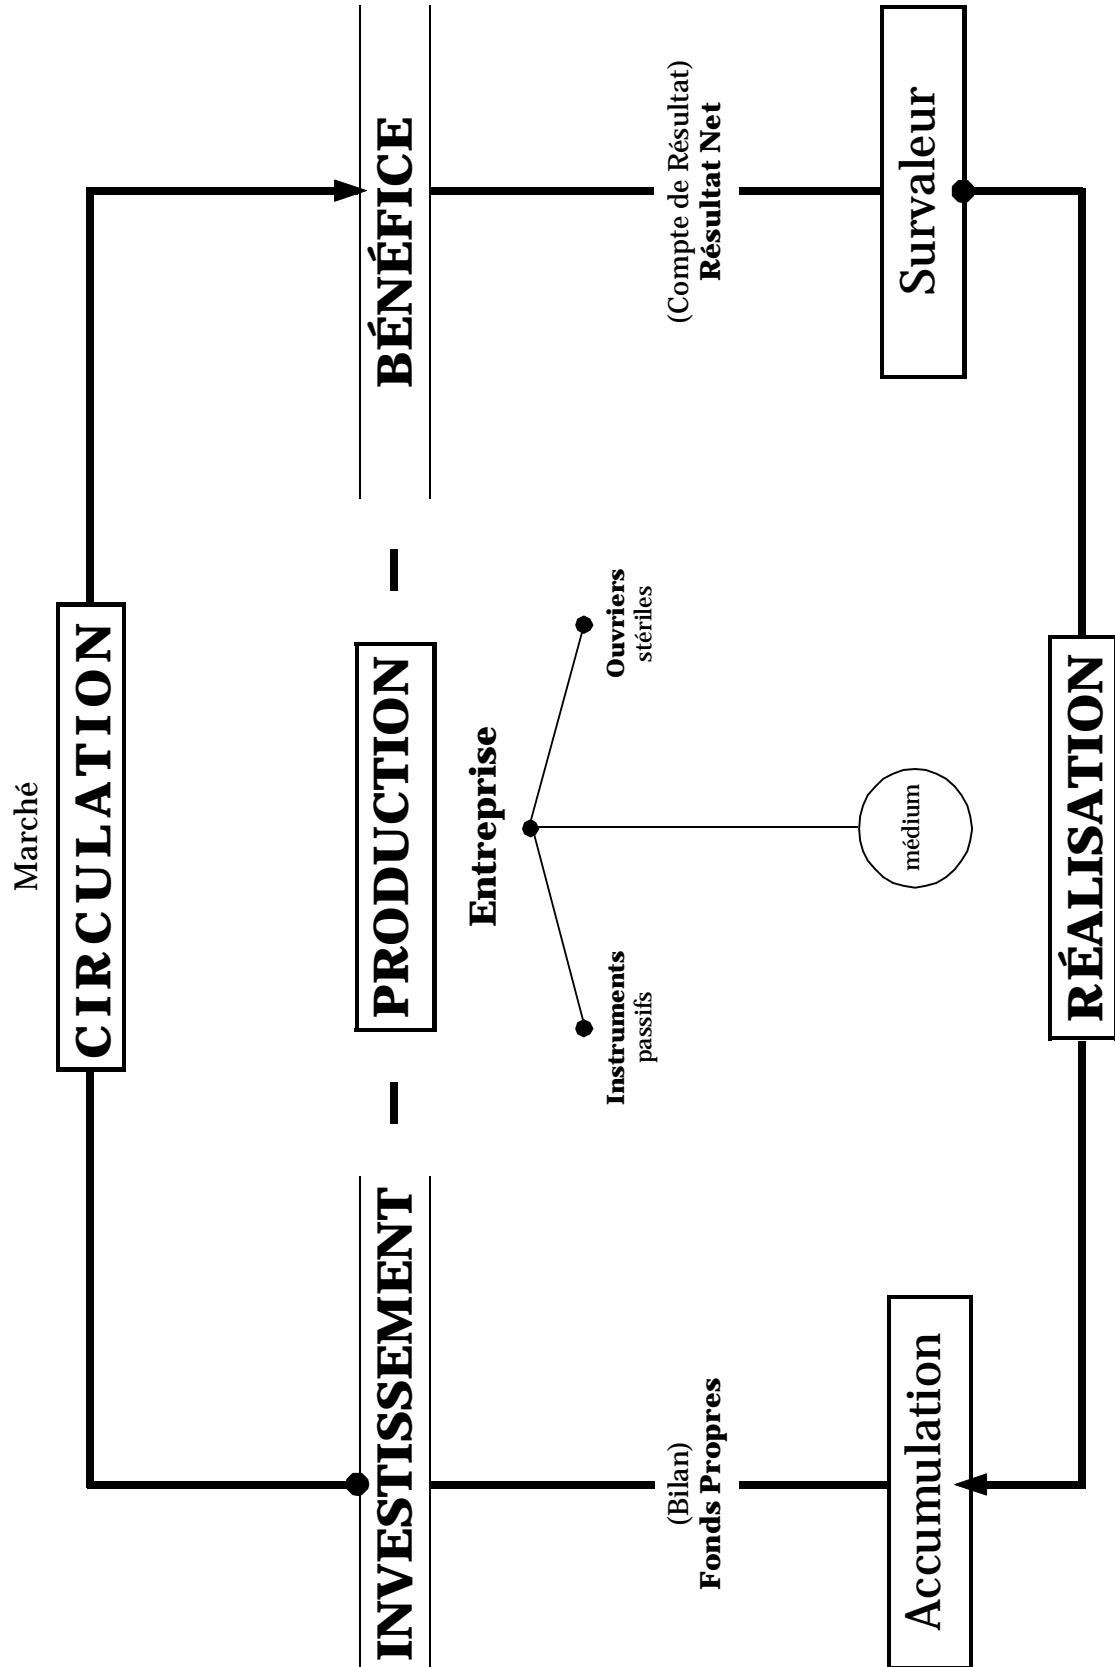 Marché
CIRCULATION
INVESTISSEMENT
PRODUCTION
BÉNÉFICE
Entreprise
Instruments
passifs
Ouvriers
stériles
(Bilan)
Fonds Propres
(Compte de Résultat)
Résultat Net
médium
Accumulation
Survaleur
RÉALISATION